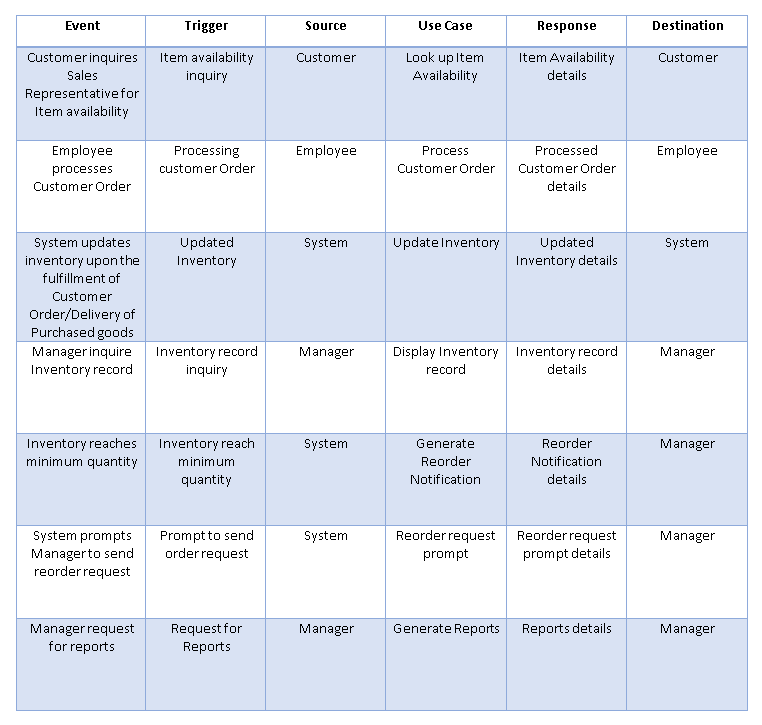 Event Trigger Source Use Case Response Destination
Customer inquires
Sales
Representative for
Item availability
Item availability
inquiry
Customer
Look up Item
Availability
Item Availability
details
Customer
Employee
processes
Customer Order
Processing
customer Order
Employee
Process
Customer Order
Processed
Customer Order
details
Employee
System updates
inventory upon the
fulfillment of
Customer
Order/Delivery of
Purchased goods
Updated
Inventory
System
Update Inventory
Updated
Inventory details
System
Manager inquire
Inventory record
Inventory record
inquiry
Manager
Display Inventory
record
Inventory record
details
Manager
Inventory reaches
minimum quantity
Inventory reach
minimum
quantity
System
Generate
Reorder
Notification
Reorder
Notification
details
Manager
System prompts
Manager to send
reorder request
Prompt to send
order request
System
Reorder request
prompt
Reorder request
prompt details
Manager
Manager request
for reports
Request for
Reports
Manager
Generate Reports
Reports details
Manager